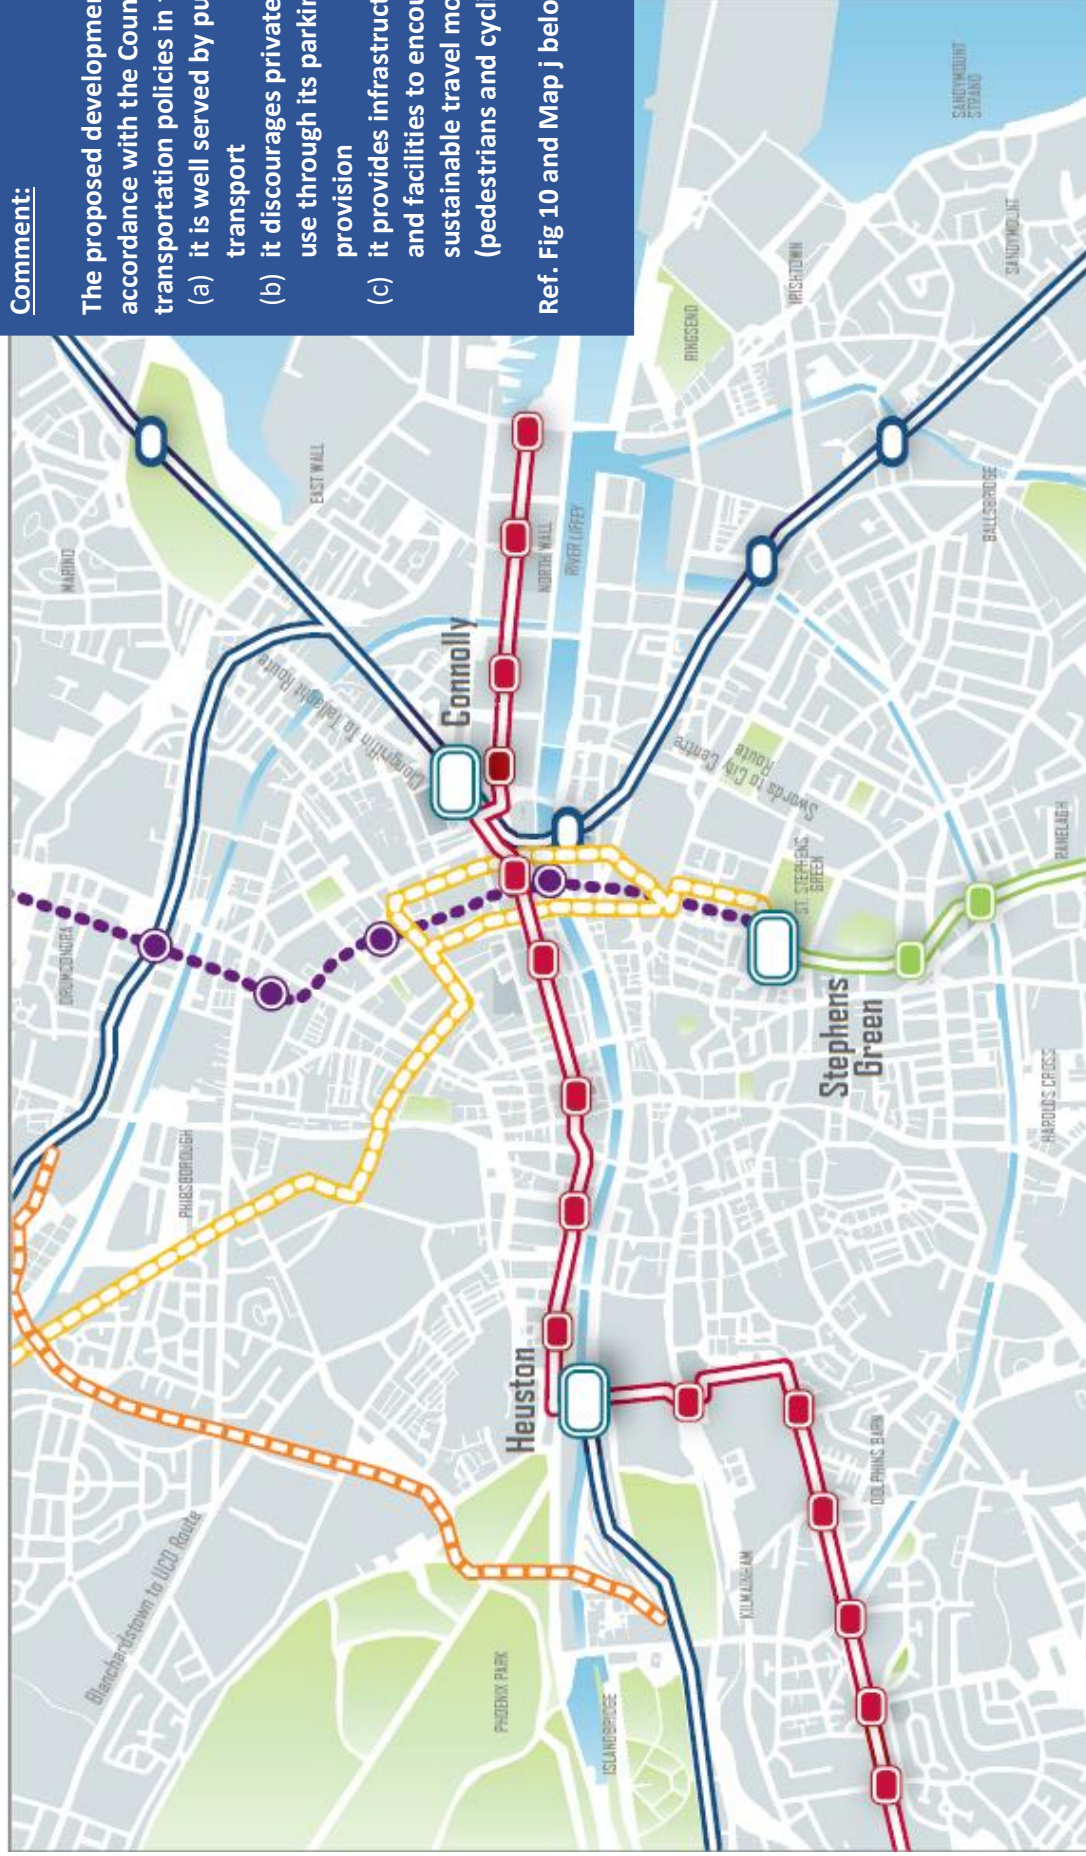 Comment:
The proposed developmen
accordance with the Coun
transportation policies in
(a) it is well served by pu
transport
(b) it discourages private
use through its parkin
provision
(c) it provides infrastruct
and facilities to encou
sustainable travel mo
(pedestrians and cycli
Ref. Fig 10 and Map j belo
MARINO
EAST WALL
DRUMCONDRA
PHIBSBOROUGH
Clongriffin To Tallaght Route
Connolly
NORTH WALL
RIVER LIFFEY
RINGSEND
IRISHTOWN
SANDYMOUNT
STRAND
SANDYMOUNT
BALLSBRIDGE
Swords to City Centre
Route
ST. STEPHENS
GREEN
RANELAGH
Stephens
Green
HAROLDS CROSS
Heuston
DOLPHINS BARN
Blanchardstown to UCD Route
PHOENIX PARK
ISLANDBRIDGE
KILMAINHAM